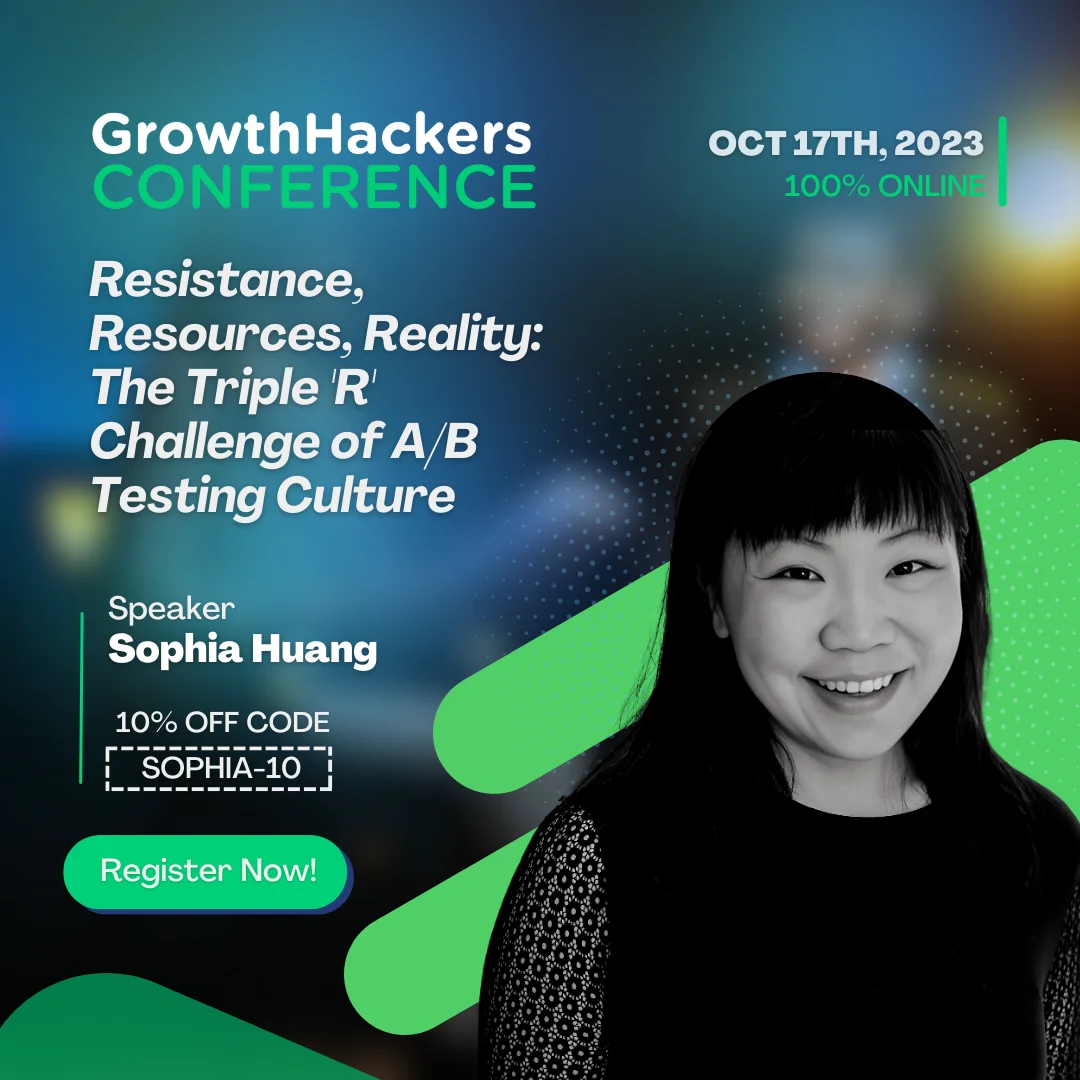 GrowthHackers
CONFERENCE
OCT 17TH, 2023
100% ONLINE
Resistance,
Resources, Reality:
The Triple 'R'
Challenge of A/B
Testing Culture
Speaker
Sophia Huang
10% OFF CODE
SOPHIA-10
Register Now!